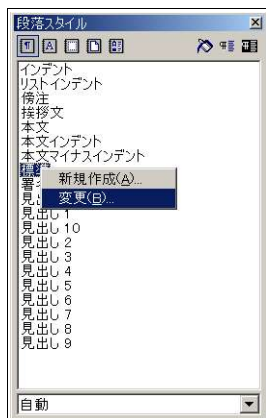 段落スタイル
インデント
リストインデント
傍注
挨拶文
本文
本文インデント
本文マイナスインデント
標準
新規作成(A)...
変更(B)...
見出し 1
見出し 10
見出し 2
見出し 3
見出し 4
見出し 5
見出し 6
見出し 7
見出し 8
見出し 9
自動